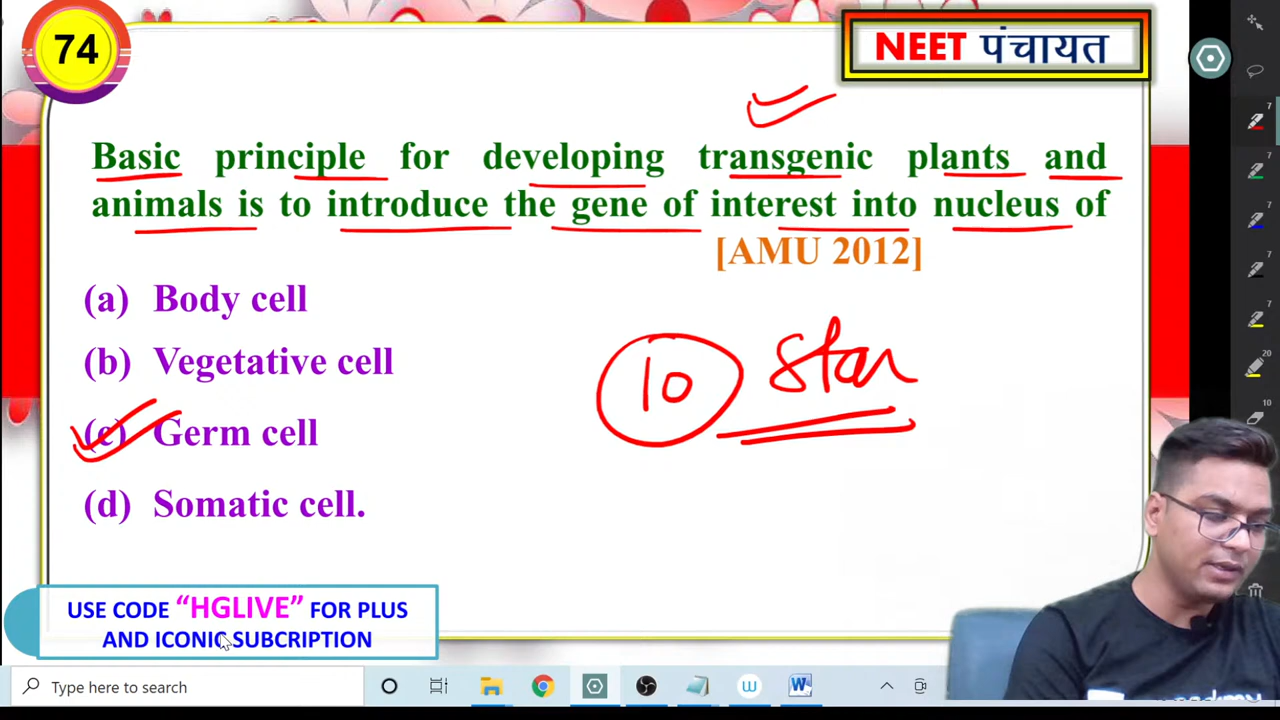 74
NEET पंचायत
Basic principle for developing transgenic plants and
animals is to introduce the gene of interest into nucleus of
[AMU 2012]
(a) Body cell
(b) Vegetative cell
10 Star
(c) Germ cell
(d) Somatic cell.
USE CODE “HGLIVE” FOR PLUS
AND ICONIC SUBCRIPTION
Type here to search